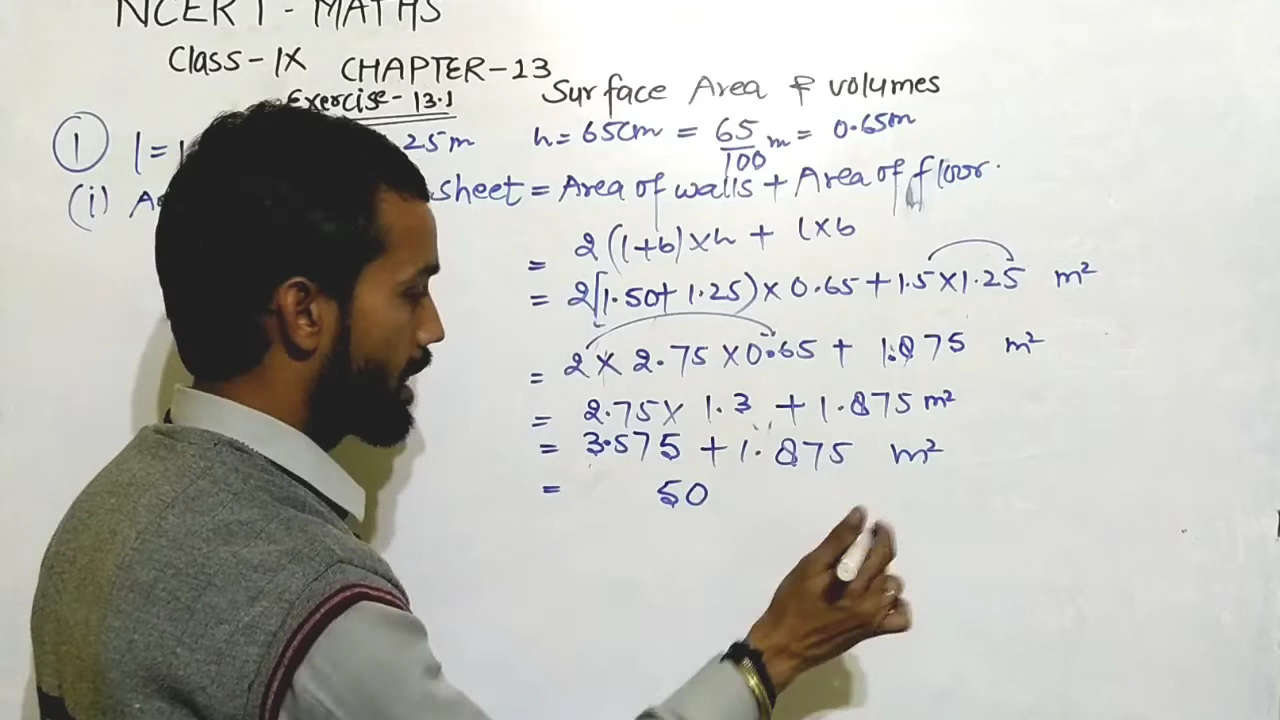 NCERT - MATHS
Class - IX CHAPTER-13
Exercise - 13.1 Surface Area & volumes
① l = 25 m h = 65cm = 65/100 m = 0.65m
(i) sheet = Area of walls + Area of floor.
= 2(l+b)×h + l×b
= 2(1.50+1.25)×0.65+1.5×1.25 m²
= 2×2.75×0.65+1.875 m²
= 2.75×1.3+1.875 m²
= 3.575+1.875 m²
= 50